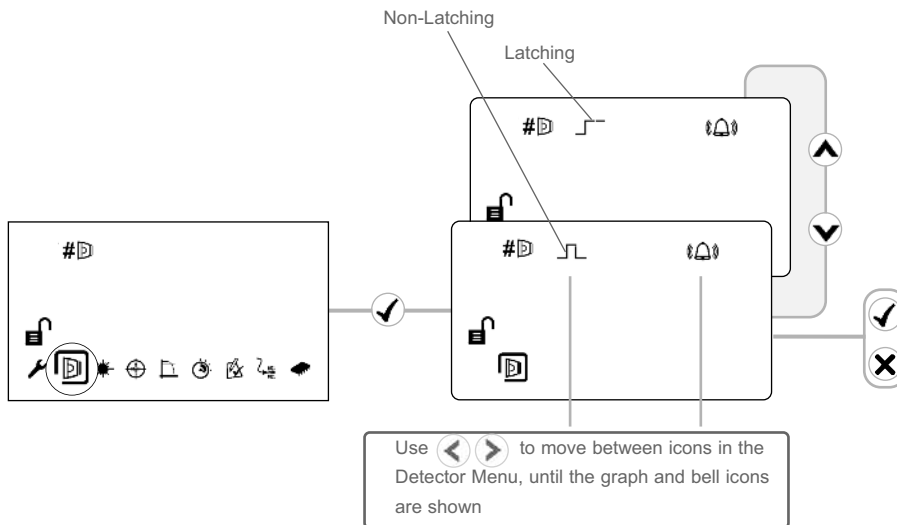 Non-Latching
Latching
#
#
#
Use to move between icons in the
Detector Menu, until the graph and bell icons
are shown